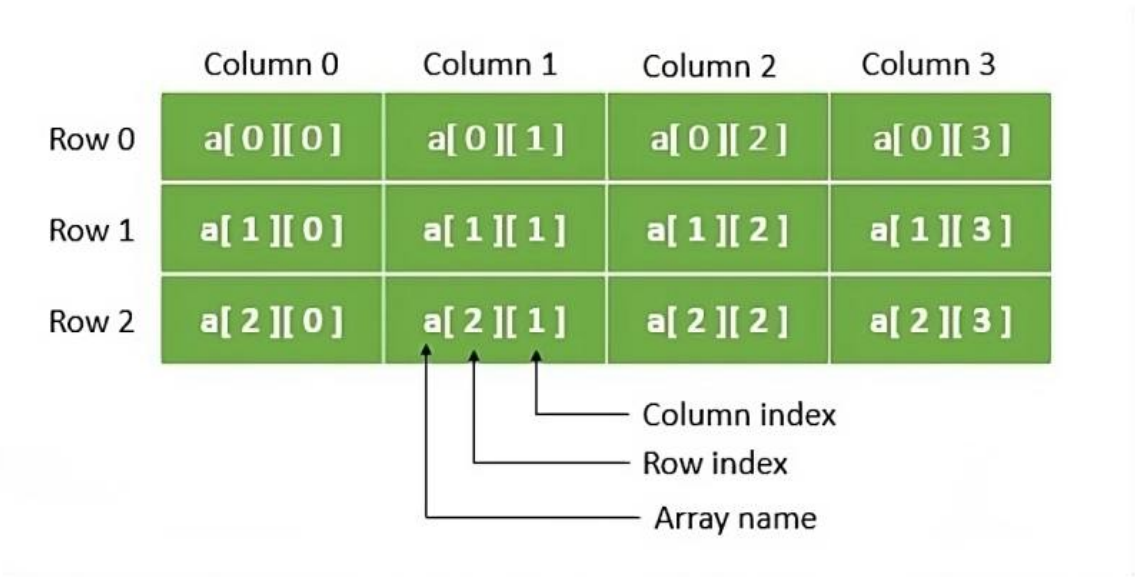 Column 0 Column 1 Column 2 Column 3
Row 0 a[ 0 ][ 0 ] a[ 0 ][ 1 ] a[ 0 ][ 2 ] a[ 0 ][ 3 ]
Row 1 a[ 1 ][ 0 ] a[ 1 ][ 1 ] a[ 1 ][ 2 ] a[ 1 ][ 3 ]
Row 2 a[ 2 ][ 0 ] a[ 2 ][ 1 ] a[ 2 ][ 2 ] a[ 2 ][ 3 ]
Column index
Row index
Array name